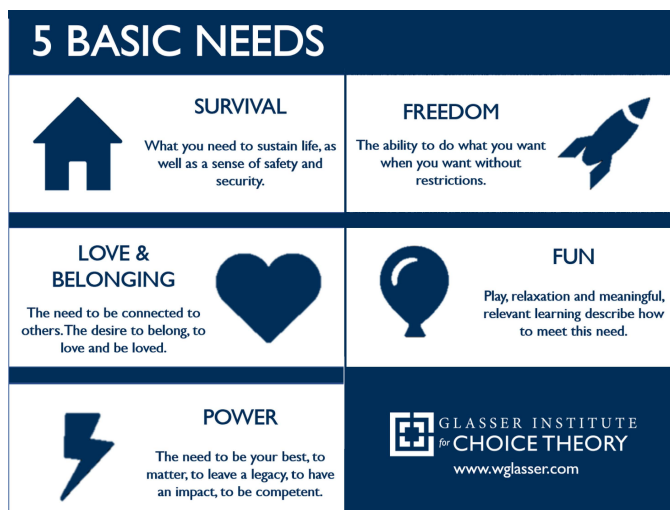 5 BASIC NEEDS
SURVIVAL
What you need to sustain life, as
well as a sense of safety and
security.
FREEDOM
The ability to do what you want
when you want without
restrictions.
LOVE &
BELONGING
The need to be connected to
others. The desire to belong, to
love and be loved.
FUN
Play, relaxation and meaningful,
relevant learning describe how
to meet this need.
POWER
The need to be your best, to
matter, to leave a legacy, to have
an impact, to be competent.
GLASSER INSTITUTE
for CHOICE THEORY
www.wglasser.com